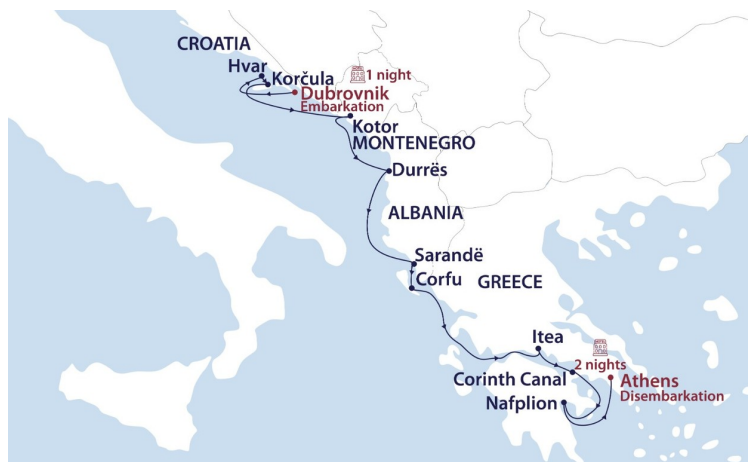 CROATIA
Hvar
Korčula
1 night
Dubrovnik
Embarkation
Kotor
MONTENEGRO
Durrës
ALBANIA
Sarandë
Corfu
GREECE
Itea
2 nights
Corinth Canal
Athens
Disembarkation
Nafplion